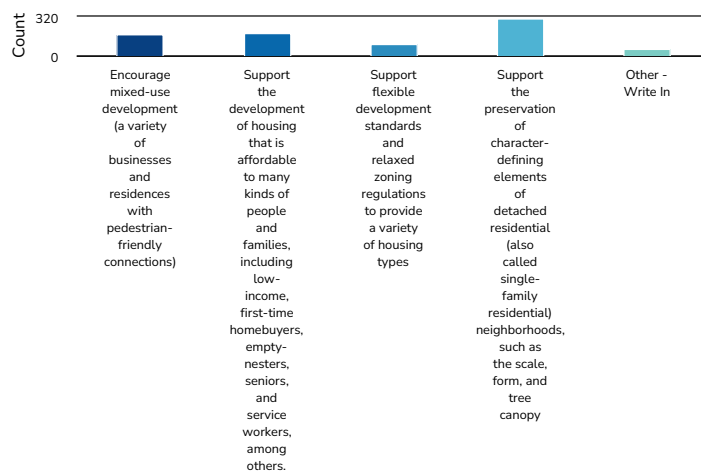 Count
320
0
Encourage
mixed-use
development
(a variety
of
businesses
and
residences
with
pedestrian-
friendly
connections)
Support
the
development
of housing
that is
affordable
to many
kinds of
people
and
families,
including
low-
income,
first-time
homebuyers,
empty-
nesters,
seniors,
and
service
workers,
among
others.
Support
flexible
development
standards
and
relaxed
zoning
regulations
to provide
a variety
of housing
types
Support
the
preservation
of
character-
defining
elements
of
detached
residential
(also
called
single-
family
residential)
neighborhoods,
such as
the scale,
form, and
tree
canopy
Other -
Write In